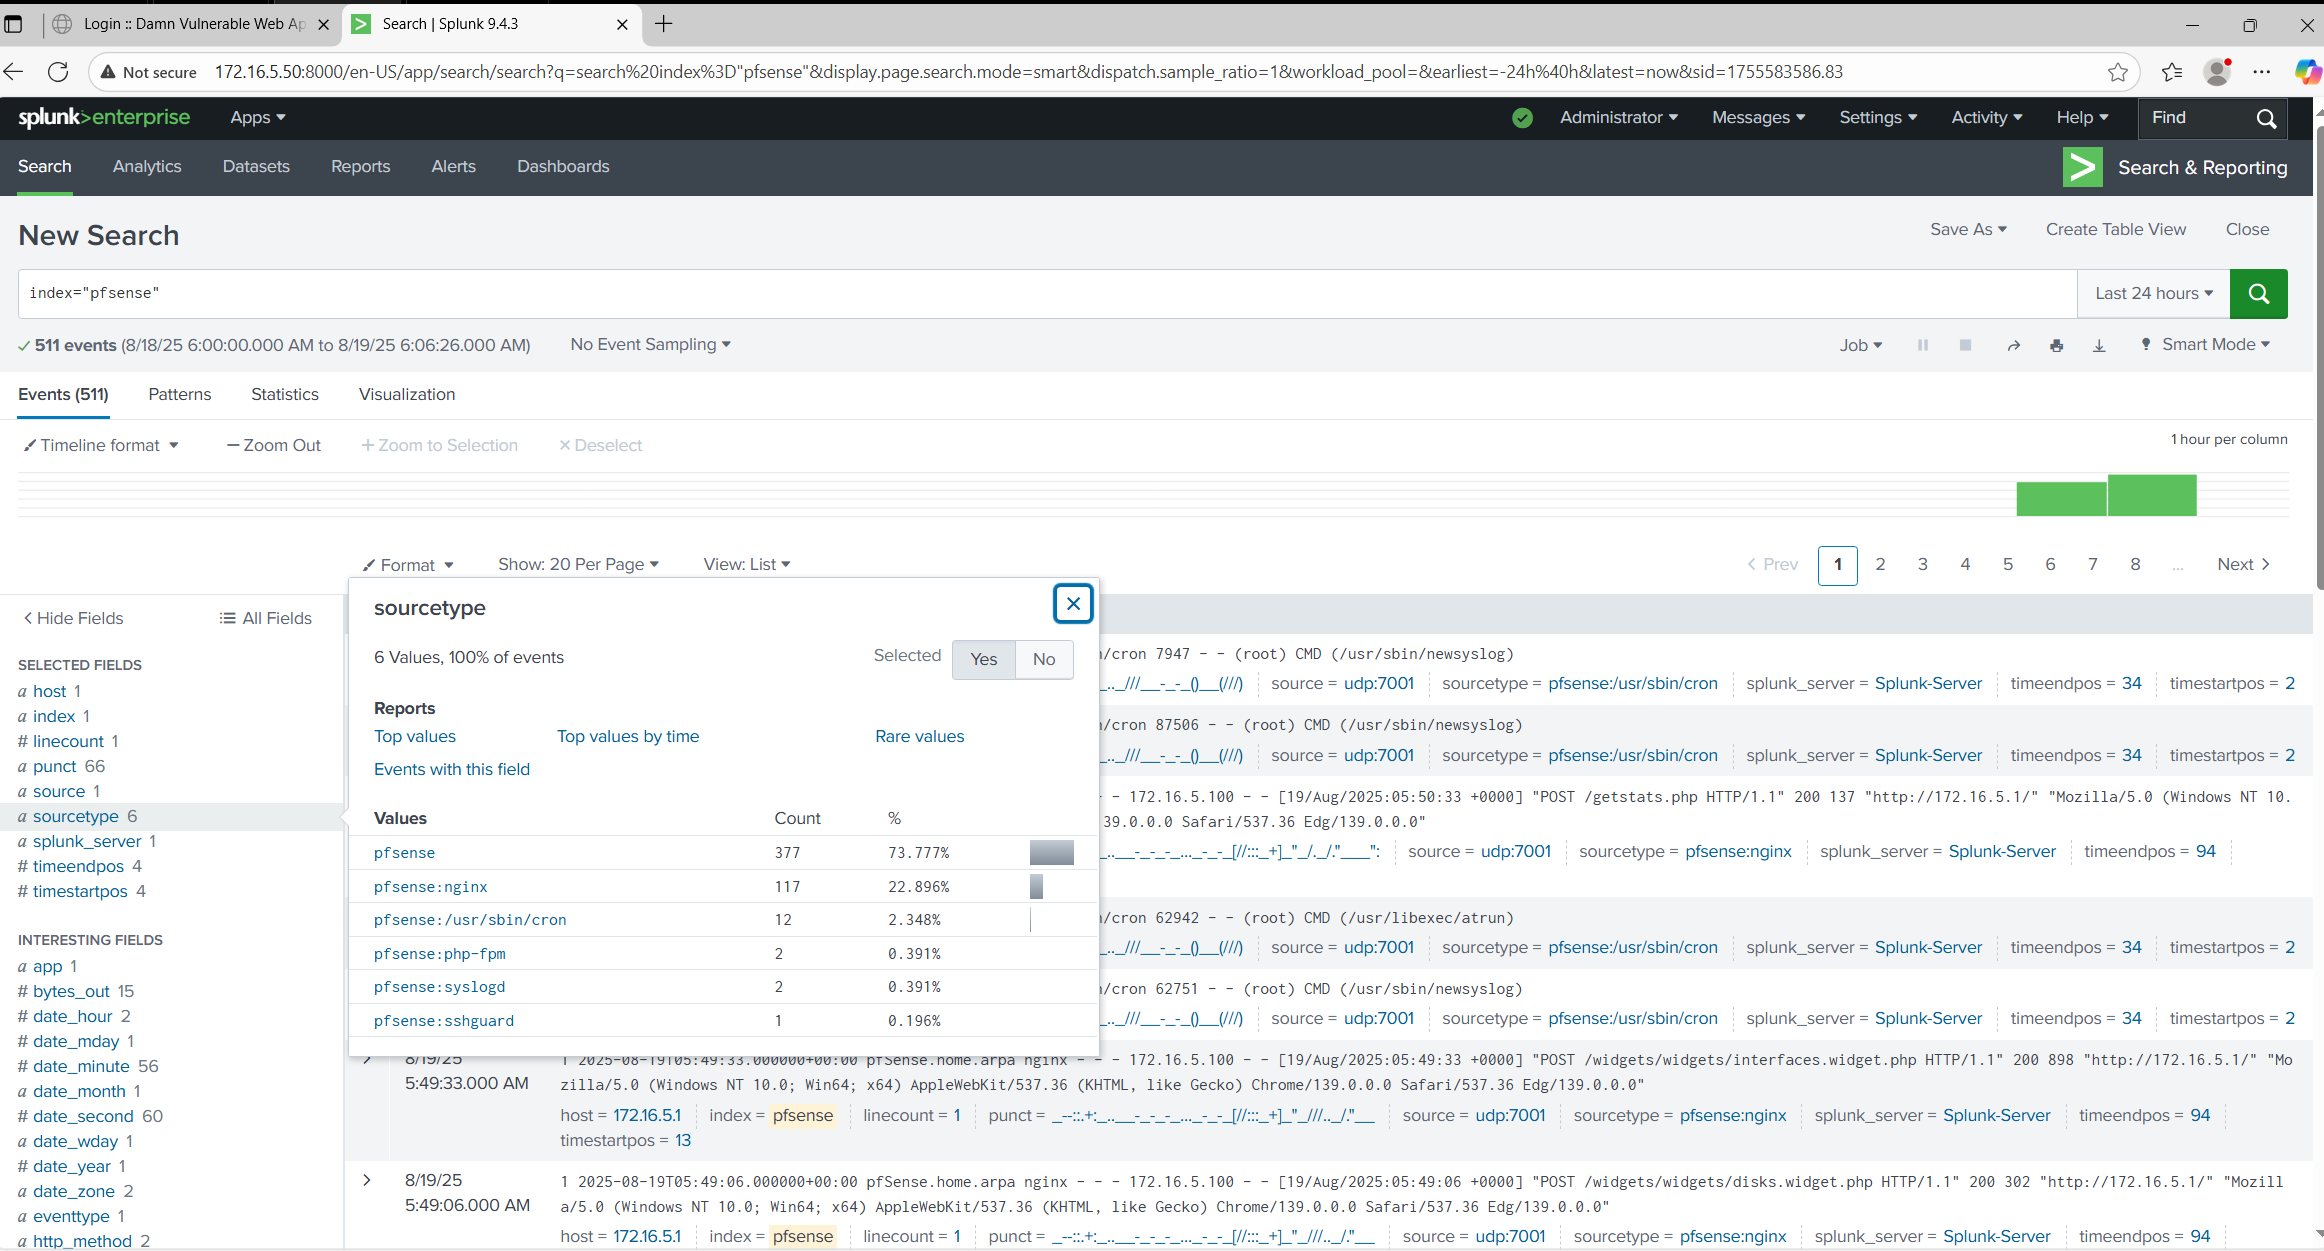 Login :: Damn Vulnerable Web Ap
Search | Splunk 9.4.3
Not secure 172.16.5.50:8000/en-US/app/search/search?q=search%20index%3D"pfsense"&display.page.search.mode=smart&dispatch.sample_ratio=1&workload_pool=&earliest=-24h%40h&latest=now&sid=1755583586.83
splunk>enterprise Apps Administrator Messages Settings Activity Help Find
Search Analytics Datasets Reports Alerts Dashboards Search & Reporting
New Search Save As Create Table View Close
index="pfsense" Last 24 hours
511 events (8/18/25 6:00:00.000 AM to 8/19/25 6:06:26.000 AM) No Event Sampling Job Smart Mode
Events (511) Patterns Statistics Visualization
Timeline format — Zoom Out + Zoom to Selection × Deselect 1 hour per column
Format Show: 20 Per Page View: List < Prev 1 2 3 4 5 6 7 8 ... Next >
< Hide Fields All Fields
SELECTED FIELDS
a host 1
a index 1
# linecount 1
a punct 66
a source 1
a sourcetype 6
a splunk_server 1
# timeendpos 4
# timestartpos 4
INTERESTING FIELDS
a app 1
# bytes_out 15
# date_hour 2
# date_mday 1
# date_minute 56
a date_month 1
# date_second 60
a date_wday 1
# date_year 1
a date_zone 2
a eventtype 1
a http_method 2
sourcetype
6 Values, 100% of events Selected Yes No
Reports
Top values Top values by time Rare values
Events with this field
Values Count %
pfsense 377 73.777%
pfsense:nginx 117 22.896%
pfsense:/usr/sbin/cron 12 2.348%
pfsense:php-fpm 2 0.391%
pfsense:syslogd 2 0.391%
pfsense:sshguard 1 0.196%
/cron 7947 - - (root) CMD (/usr/sbin/newsyslog)
source = udp:7001 sourcetype = pfsense:/usr/sbin/cron splunk_server = Splunk-Server timeendpos = 34 timestartpos = 2
/cron 87506 - - (root) CMD (/usr/sbin/newsyslog)
source = udp:7001 sourcetype = pfsense:/usr/sbin/cron splunk_server = Splunk-Server timeendpos = 34 timestartpos = 2
- - 172.16.5.100 - - [19/Aug/2025:05:50:33 +0000] "POST /getstats.php HTTP/1.1" 200 137 "http://172.16.5.1/" "Mozilla/5.0 (Windows NT 10.
39.0.0.0 Safari/537.36 Edg/139.0.0.0"
source = udp:7001 sourcetype = pfsense:nginx splunk_server = Splunk-Server timeendpos = 94
/cron 62942 - - (root) CMD (/usr/libexec/atrun)
source = udp:7001 sourcetype = pfsense:/usr/sbin/cron splunk_server = Splunk-Server timeendpos = 34 timestartpos = 2
/cron 62751 - - (root) CMD (/usr/sbin/newsyslog)
source = udp:7001 sourcetype = pfsense:/usr/sbin/cron splunk_server = Splunk-Server timeendpos = 34 timestartpos = 2
8/19/25 1 2025-08-19T05:49:33.000000+00:00 pfSense.home.arpa nginx - - - 172.16.5.100 - - [19/Aug/2025:05:49:33 +0000] "POST /widgets/widgets/interfaces.widget.php HTTP/1.1" 200 898 "http://172.16.5.1/" "Mo
5:49:33.000 AM zilla/5.0 (Windows NT 10.0; Win64; x64) AppleWebKit/537.36 (KHTML, like Gecko) Chrome/139.0.0.0 Safari/537.36 Edg/139.0.0.0"
host = 172.16.5.1 index = pfsense linecount = 1 punct = source = udp:7001 sourcetype = pfsense:nginx splunk_server = Splunk-Server timeendpos = 94
timestartpos = 13
8/19/25 1 2025-08-19T05:49:06.000000+00:00 pfSense.home.arpa nginx - - - 172.16.5.100 - - [19/Aug/2025:05:49:06 +0000] "POST /widgets/widgets/disks.widget.php HTTP/1.1" 200 302 "http://172.16.5.1/" "Mozill
5:49:06.000 AM a/5.0 (Windows NT 10.0; Win64; x64) AppleWebKit/537.36 (KHTML, like Gecko) Chrome/139.0.0.0 Safari/537.36 Edg/139.0.0.0"
host = 172.16.5.1 index = pfsense linecount = 1 punct = source = udp:7001 sourcetype = pfsense:nginx splunk_server = Splunk-Server timeendpos = 94